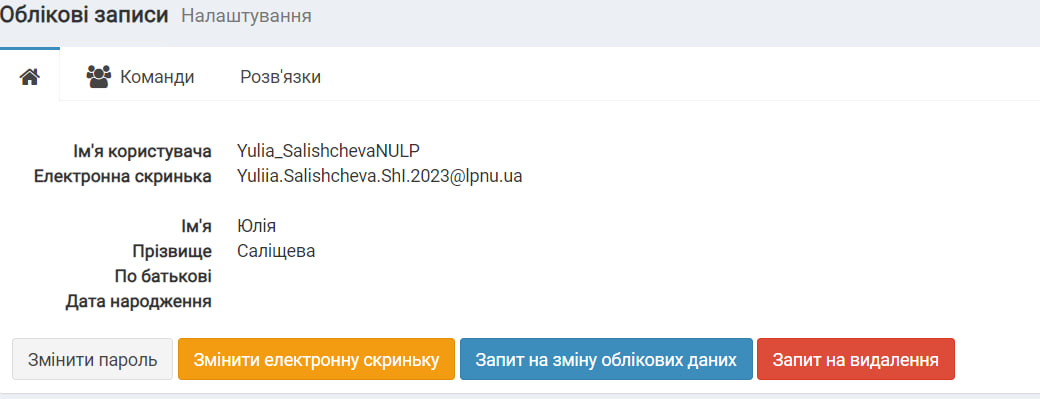 Облікові записи Налаштування
Команди Розв'язки
Ім'я користувача Yulia_SalishchevaNULP
Електронна скринька Yuliia.Salishcheva.ShI.2023@lpnu.ua
Ім'я Юлія
Прізвище Саліщева
По батькові
Дата народження
Змінити пароль Змінити електронну скриньку Запит на зміну облікових даних Запит на видалення